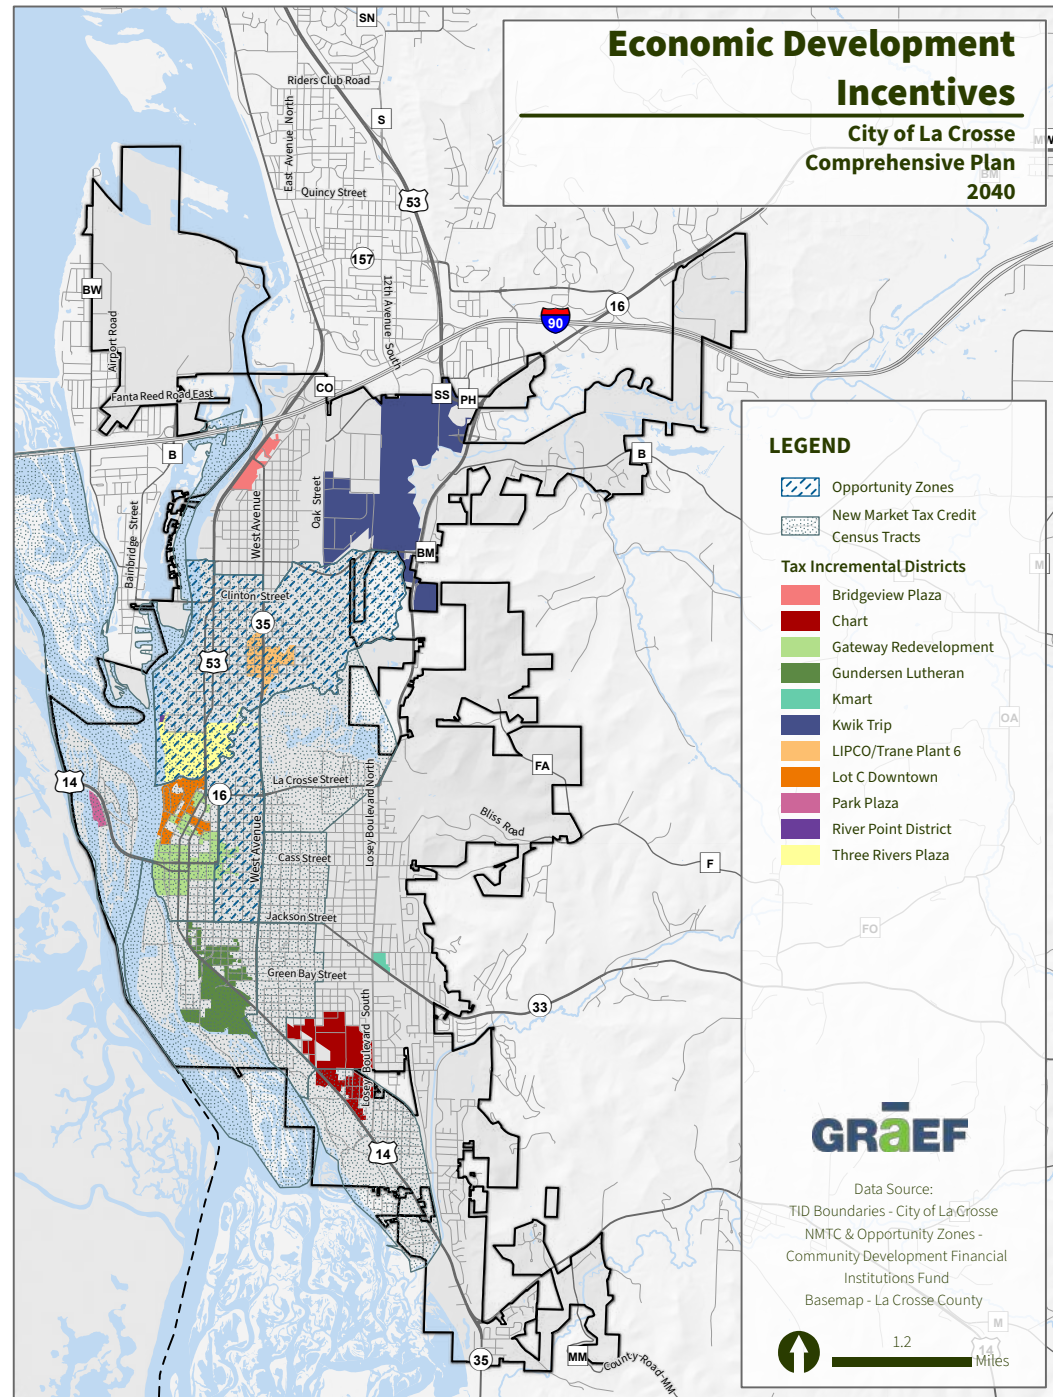 Economic Development
Incentives
City of La Crosse
Comprehensive Plan
2040
SN
Riders Club Road
S
East Avenue North
Quincy Street
53
MW
BM
157
BW
12th Avenue South
16
90
Airport Road
Fanta Reed Road East
CO
SS
PH
B
B
Oak Street
West Avenue
Bainbridge Street
BM
Clinton Street
35
53
14
La Crosse Street
16
Losey Boulevard North
FA
Bliss Road
West Avenue
Cass Street
F
Jackson Street
Green Bay Street
33
Losey Boulevard South
14
35
MM
County Road MM
LEGEND
Opportunity Zones
New Market Tax Credit
Census Tracts
Tax Incremental Districts
Bridgeview Plaza
Chart
Gateway Redevelopment
Gundersen Lutheran
Kmart
Kwik Trip
LIPCO/Trane Plant 6
Lot C Downtown
Park Plaza
River Point District
Three Rivers Plaza
M
OA
FO
GRaEF
Data Source:
TID Boundaries - City of La Crosse
NMTC & Opportunity Zones -
Community Development Financial
Institutions Fund
Basemap - La Crosse County
M
14
1.2
Miles